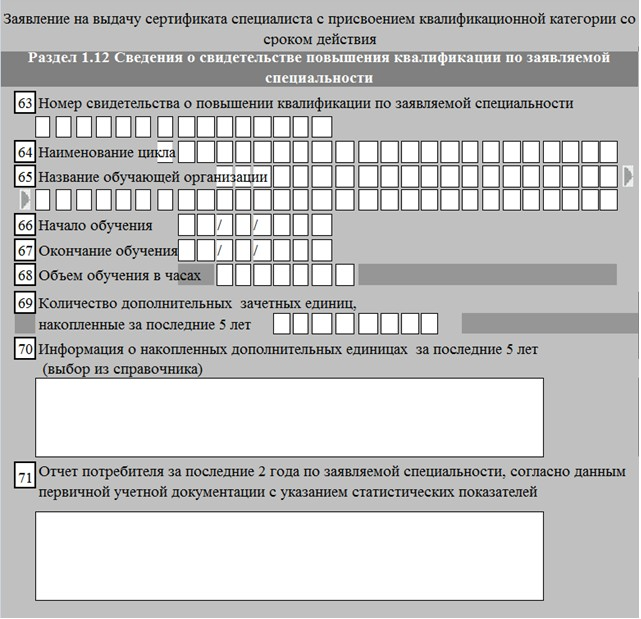 Заявление на выдачу сертификата специалиста с присвоением квалификационной категории со
сроком действия
Раздел 1.12 Сведения о свидетельстве повышения квалификации по заявляемой
специальности
63 Номер свидетельства о повышении квалификации по заявляемой специальности
64 Наименование цикла
65 Название обучающей организации
66 Начало обучения / /
67 Окончание обучения / /
68 Объем обучения в часах
69 Количество дополнительных зачетных единиц,
накопленные за последние 5 лет
70 Информация о накопленных дополнительных единицах за последние 5 лет
(выбор из справочника)
71 Отчет потребителя за последние 2 года по заявляемой специальности, согласно данным
первичной учетной документации с указанием статистических показателей